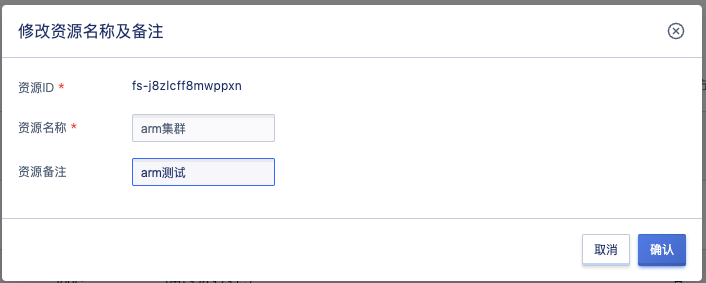 修改资源名称及备注
资源ID *
fs-j8zlcff8mwppxn
资源名称 *
arm集群
资源备注
arm测试
取消
确认